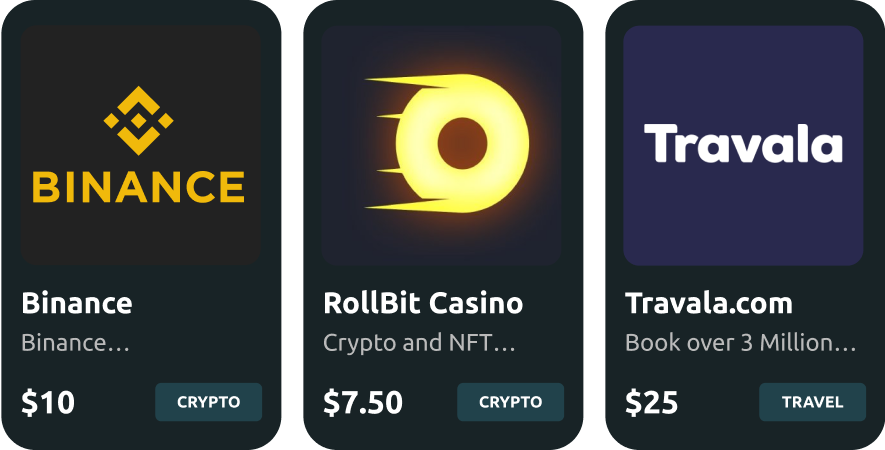 BINANCE
Binance
Binance...
$10
CRYPTO
RollBit Casino
Crypto and NFT...
$7.50
CRYPTO
Travala
Travala.com
Book over 3 Million...
$25
TRAVEL